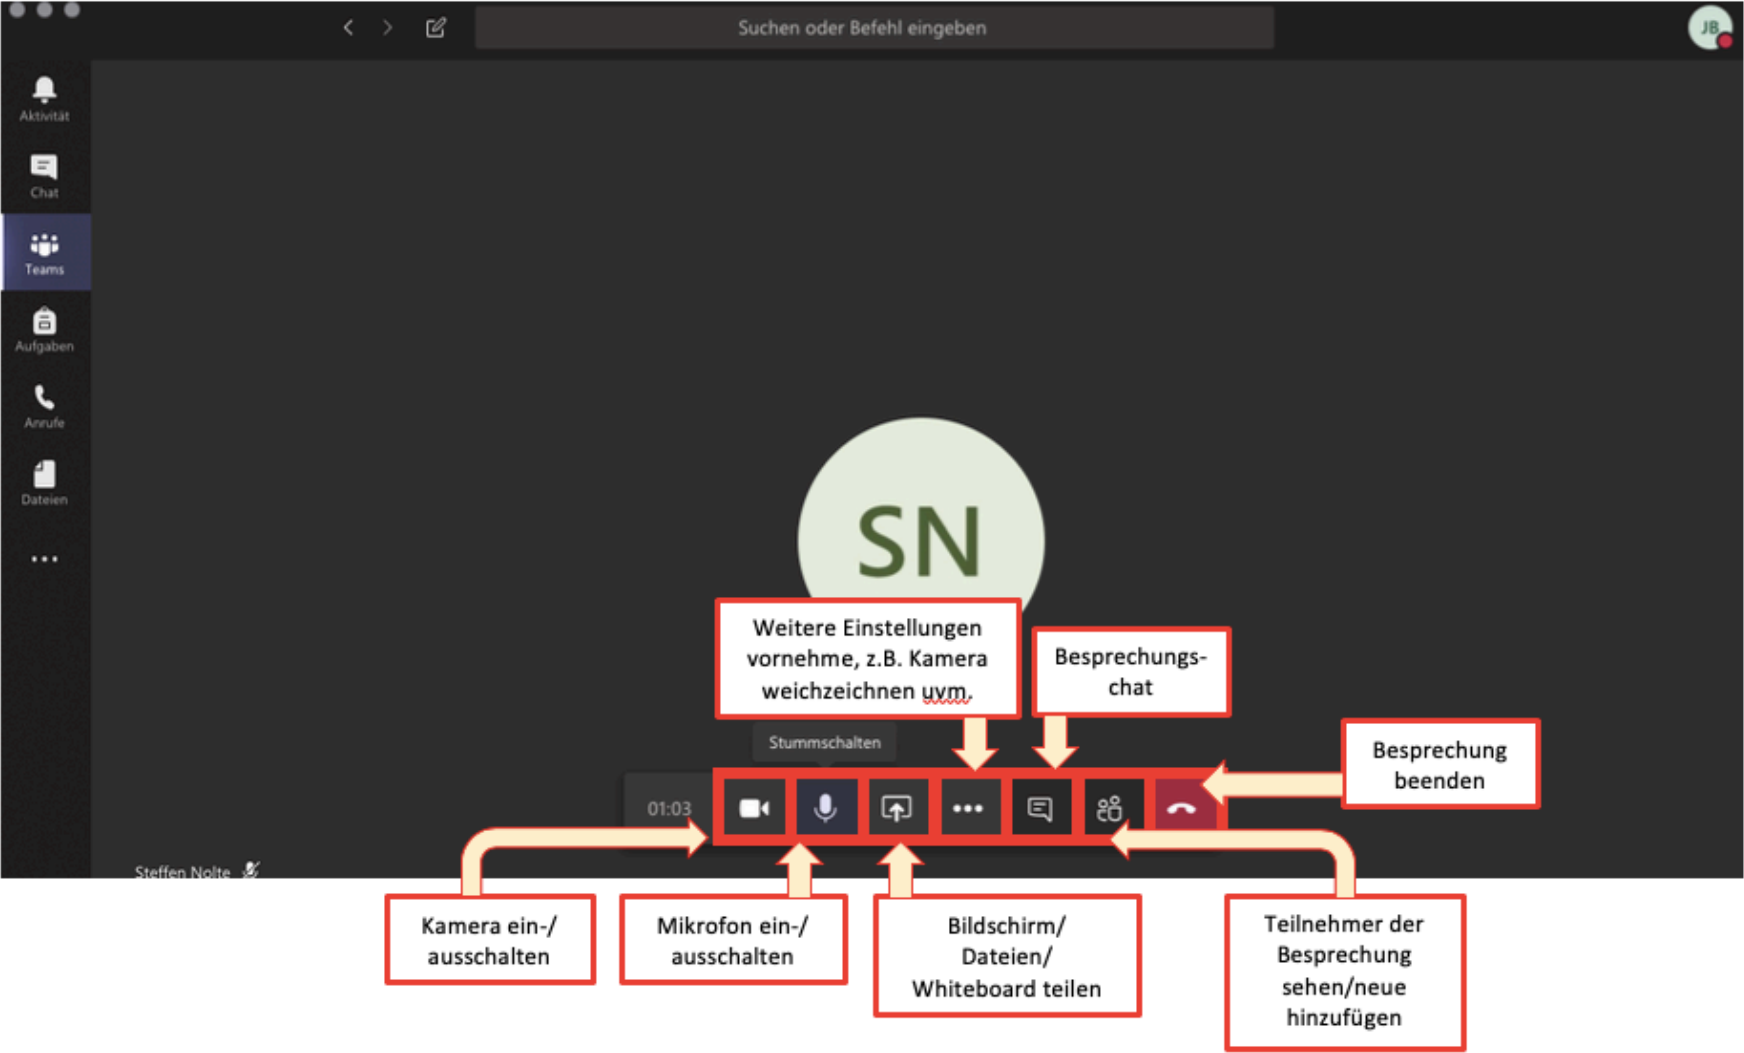 Suchen oder Befehl eingeben
JB
Aktivität
Chat
Teams
Aufgaben
Anrufe
Dateien
SN
Weitere Einstellungen
vornehme, z.B. Kamera
weichzeichnen uvm.
Besprechungs-
chat
Stummschalten
Besprechung
beenden
01:03
Steffen Nolte
Kamera ein-/
ausschalten
Mikrofon ein-/
ausschalten
Bildschirm/
Dateien/
Whiteboard teilen
Teilnehmer der
Besprechung
sehen/neue
hinzufügen